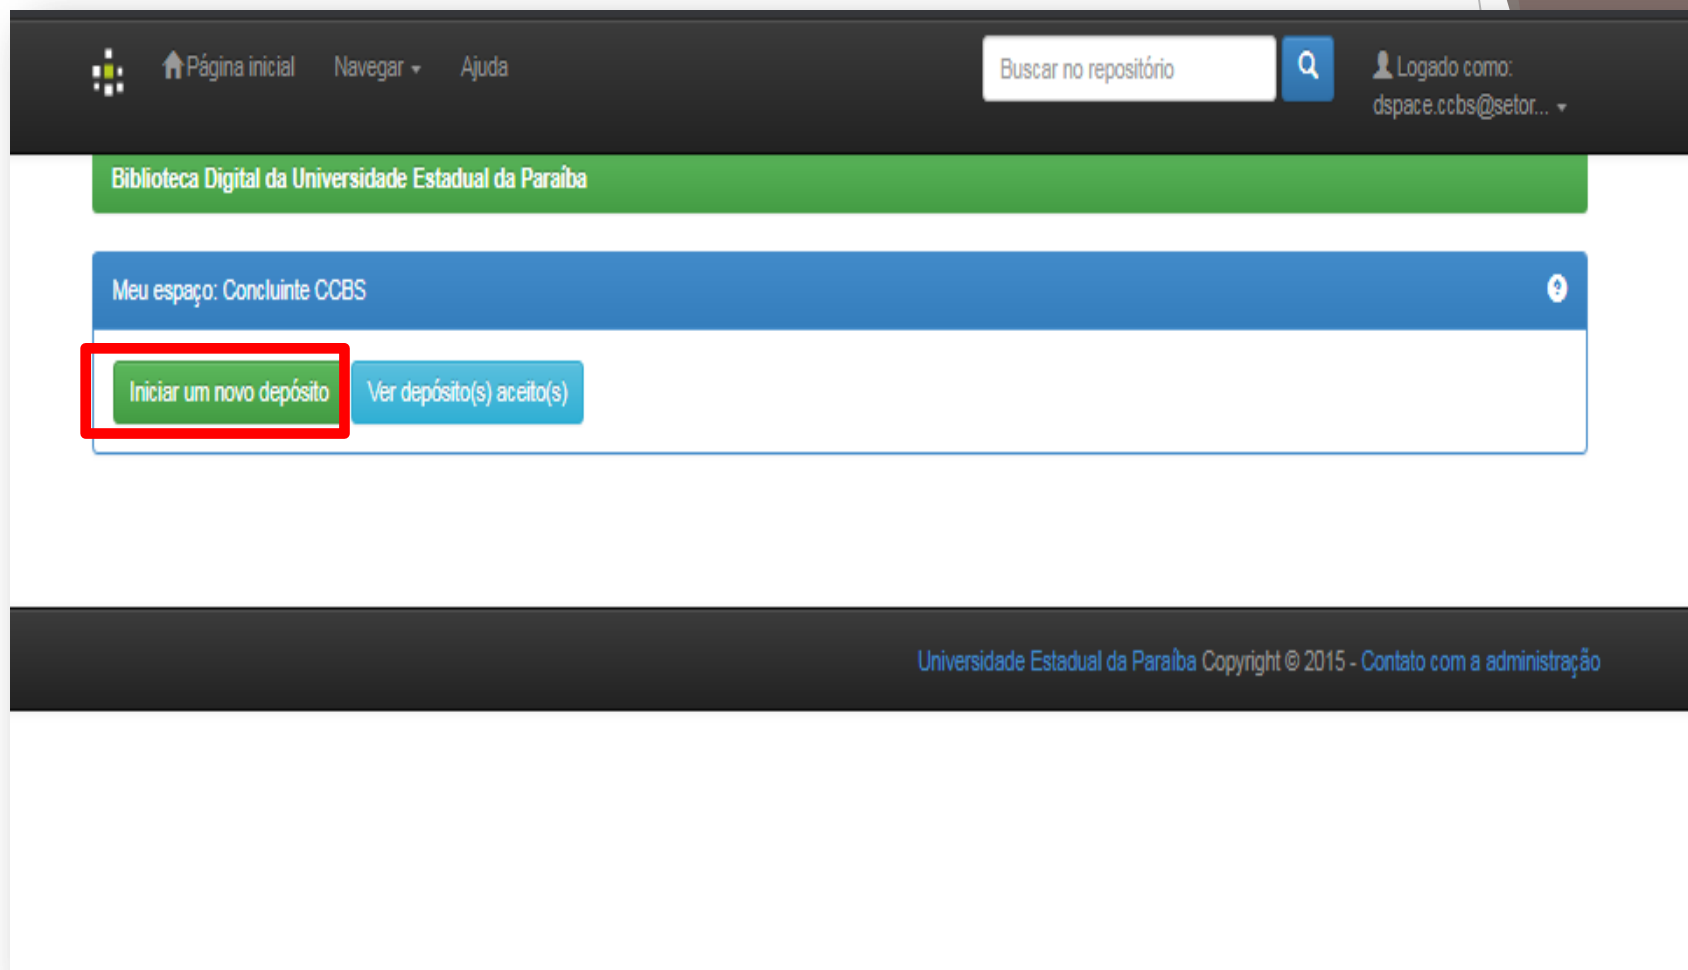 Página inicial Navegar Ajuda Buscar no repositório Logado como:
dspace.ccbs@setor...
Biblioteca Digital da Universidade Estadual da Paraíba
Meu espaço: Concluinte CCBS
Iniciar um novo depósito Ver depósito(s) aceito(s)
Universidade Estadual da Paraíba Copyright © 2015 - Contato com a administração